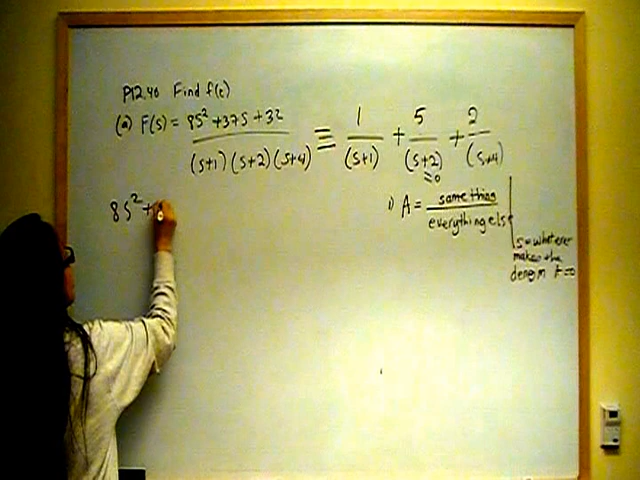 P12.40 Find f(t)
(a) F(s) = 8s² + 37s + 32 / (s+1)(s+2)(s+4) ≡ 1/(s+1) + 5/(s+2) + 2/(s+4)
=0
1) A = same thing / everything else
s = whatever
makes the
denom t=0
8s² +